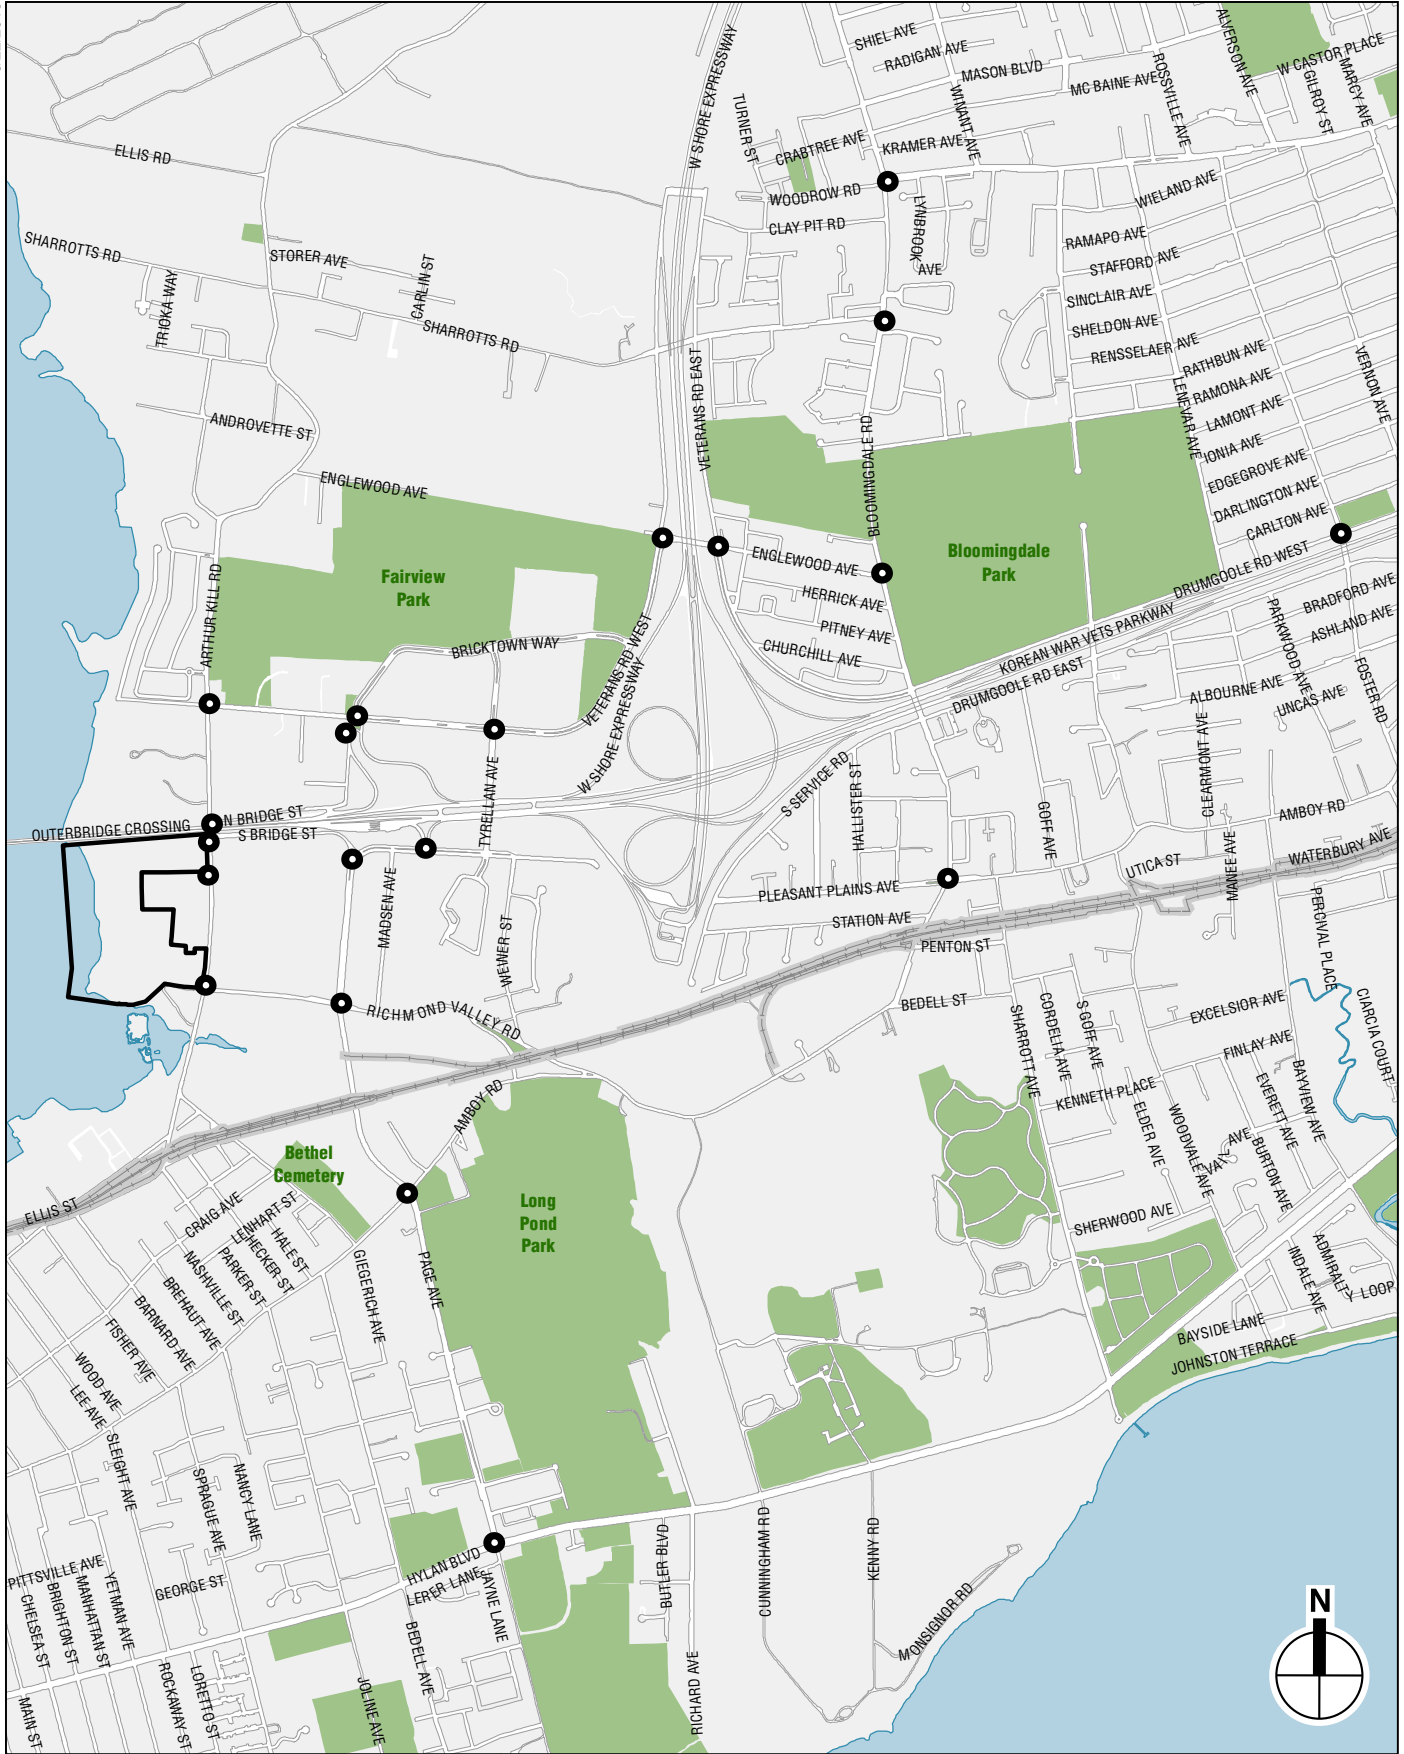 SHIEL AVE
RADIGAN AVE
MASON BLVD
MC BAINE AVE
ALVERSON AVE
W CASTOR PLACE
MARCY AVE
GILROY ST
ROSSVILLE AVE
WINANT AVE
W SHORE EXPRESSWAY
TURNER ST
CRABTREE AVE
KRAMER AVE
ELLIS RD
WOODROW RD
WIELAND AVE
CLAY PIT RD
LYNBROOK
AVE
RAMAPO AVE
STAFFORD AVE
SHARROTTS RD
STORER AVE
CARLIN ST
TRIOKA WAY
SINCLAIR AVE
SHELDON AVE
SHARROTTS RD
RENSSELAER AVE
RATHBUN AVE
VERNON AVE
VETERANS RD EAST
RAMONA AVE
LENEVAR AVE
LAMONT AVE
ANDROVETTE ST
BLOOMINGDALE RD
IONIA AVE
EDGEGROVE AVE
ENGLEWOOD AVE
DARLINGTON AVE
CARLTON AVE
Bloomingdale
Park
ENGLEWOOD AVE
DRUMGOOLE RD WEST
Fairview
Park
ARTHUR KILL RD
HERRICK AVE
BRADFORD AVE
PITNEY AVE
KOREAN WAR VETS PARKWAY
PARKWOOD AVE
ASHLAND AVE
BRICKTOWN WAY
CHURCHILL AVE
VETERANS RD WEST
W SHORE EXPRESSWAY
DRUMGOOLE RD EAST
ALBOURNE AVE
UNCAS AVE
FOSTER RD
CLEARMONT AVE
TYRELLAN AVE
S SERVICE RD
HALLISTER ST
GOFF AVE
AMBOY RD
OUTERBRIDGE CROSSING
N BRIDGE ST
S BRIDGE ST
WATERBURY AVE
UTICA ST
MANEE AVE
MADSEN AVE
PLEASANT PLAINS AVE
STATION AVE
PENTON ST
WEINER ST
PERCIVAL PLACE
RICHMOND VALLEY RD
BEDELL ST
SHARROTT AVE
CORDELIA AVE
S GOFF AVE
EXCELSIOR AVE
CIARCIA COURT
FINLAY AVE
KENNETH PLACE
BAYVIEW AVE
EVERETT AVE
AMBOY RD
ELDER AVE
WOODVALE AVE
VAIL AVE
BURTON AVE
Bethel
Cemetery
Long
Pond
Park
ELLIS ST
CRAIG AVE
LENHART ST
HALE ST
HECKER ST
PARKER ST
NASHVILLE ST
BREHAUT AVE
BARNARD AVE
FISHER AVE
WOOD AVE
LEE AVE
GIEGERICH AVE
PAGE AVE
SHERWOOD AVE
INDALE AVE
ADMIRALTY LOOP
BAYSIDE LANE
JOHNSTON TERRACE
SLEIGHT AVE
SPRAGUE AVE
NANCY LANE
HYLAN BLVD
LERER LANE
JAYNE LANE
BUTLER BLVD
CUNNINGHAM RD
KENNY RD
MONSIGNOR RD
PITTSVILLE AVE
CHELSEA ST
BRIGHTON ST
MANHATTAN ST
YETMAN AVE
GEORGE ST
BEDELL AVE
RICHARD AVE
MAIN ST
ROCKAWAY ST
LORETTO ST
JOLINE AVE
N